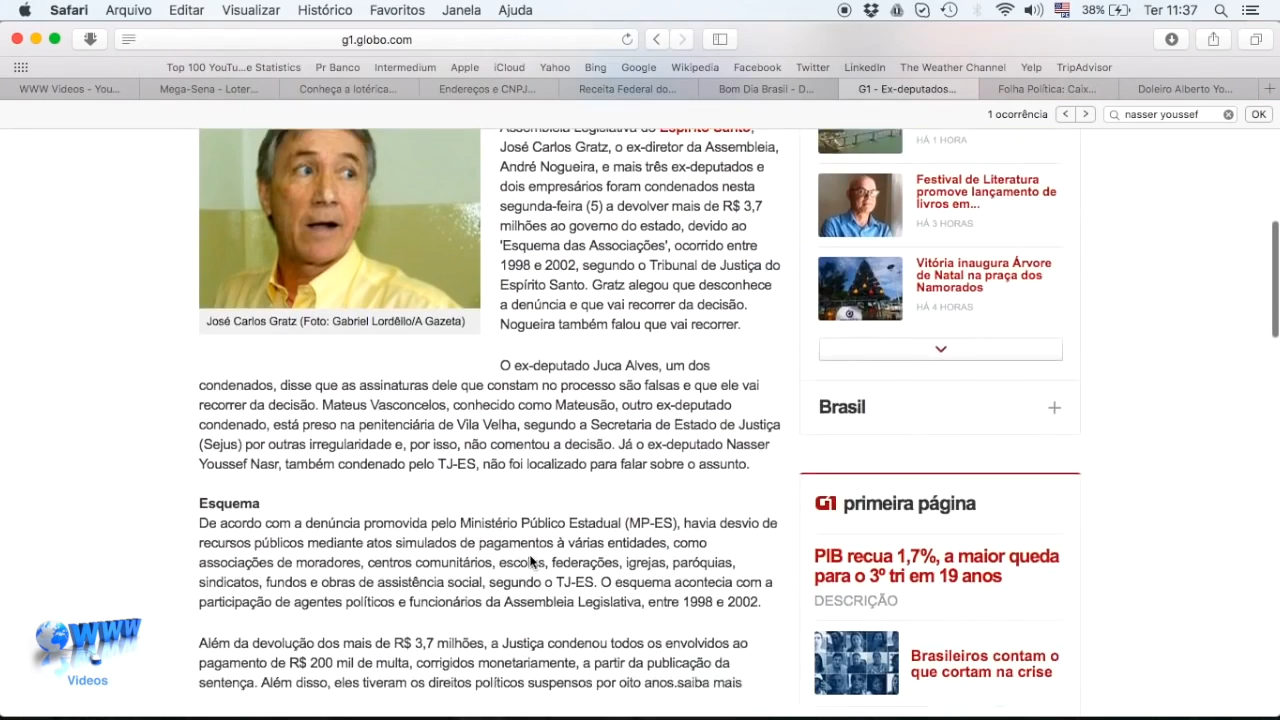 Safari Arquivo Editar Visualizar Histórico Favoritos Janela Ajuda 38% Ter 11:37
g1.globo.com
Top 100 YouTu...e Statistics Pr Banco Intermedium Apple iCloud Yahoo Bing Google Wikipedia Facebook Twitter LinkedIn The Weather Channel Yelp TripAdvisor
WWW Videos - You... Mega-Sena - Loter... Conheça a lotérica... Endereços e CNPJ... Receita Federal do... Bom Dia Brasil - D... G1 - Ex-deputados... Folha Política: Caix... Doleiro Alberto Yo...
1 ocorrência nasser youssef OK
Assembleia Legislativa do Espírito Santo,
José Carlos Gratz, o ex-diretor da Assembleia,
André Nogueira, e mais três ex-deputados e
dois empresários foram condenados nesta
segunda-feira (5) a devolver mais de R$ 3,7
milhões ao governo do estado, devido ao
'Esquema das Associações', ocorrido entre
1998 e 2002, segundo o Tribunal de Justiça do
Espírito Santo. Gratz alegou que desconhece
a denúncia e que vai recorrer da decisão.
Nogueira também falou que vai recorrer.
José Carlos Gratz (Foto: Gabriel Lordêllo/A Gazeta)
O ex-deputado Juca Alves, um dos
condenados, disse que as assinaturas dele que constam no processo são falsas e que ele vai
recorrer da decisão. Mateus Vasconcelos, conhecido como Mateusão, outro ex-deputado
condenado, está preso na penitenciária de Vila Velha, segundo a Secretaria de Estado de Justiça
(Sejus) por outras irregularidade e, por isso, não comentou a decisão. Já o ex-deputado Nasser
Youssef Nasr, também condenado pelo TJ-ES, não foi localizado para falar sobre o assunto.
Esquema
De acordo com a denúncia promovida pelo Ministério Público Estadual (MP-ES), havia desvio de
recursos públicos mediante atos simulados de pagamentos à várias entidades, como
associações de moradores, centros comunitários, escolas, federações, igrejas, paróquias,
sindicatos, fundos e obras de assistência social, segundo o TJ-ES. O esquema acontecia com a
participação de agentes políticos e funcionários da Assembleia Legislativa, entre 1998 e 2002.
Além da devolução dos mais de R$ 3,7 milhões, a Justiça condenou todos os envolvidos ao
pagamento de R$ 200 mil de multa, corrigidos monetariamente, a partir da publicação da
sentença. Além disso, eles tiveram os direitos políticos suspensos por oito anos.saiba mais
HÁ 1 HORA
Festival de Literatura
promove lançamento de
livros em...
HÁ 3 HORAS
Vitória inaugura Árvore
de Natal na praça dos
Namorados
HÁ 4 HORAS
Brasil
G1 primeira página
PIB recua 1,7%, a maior queda
para o 3º tri em 19 anos
DESCRIÇÃO
Brasileiros contam o
que cortam na crise
WWW
Videos